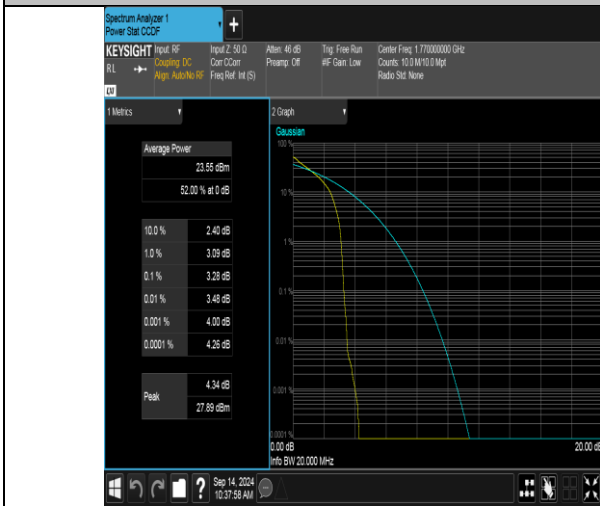 Spectrum Analyzer 1
Power Stat CCDF
+
KEYSIGHT Input: RF Input Z: 50 Ω Atten: 46 dB Trig: Free Run Center Freq: 1.770000000 GHz
RL Coupling: DC Corr CCorr Preamp: Off #IF Gain: Low Counts: 10.0 M/10.0 Mpt
Align: Auto/No RF Freq Ref: Int (S) Radio Std: None
LXI
1 Metrics
Average Power
23.55 dBm
52.00 % at 0 dB
10.0 % 2.40 dB
1.0 % 3.09 dB
0.1 % 3.28 dB
0.01 % 3.48 dB
0.001 % 4.00 dB
0.0001 % 4.26 dB
Peak
4.34 dB
27.89 dBm
2 Graph
Gaussian
100 %
10 %
1 %
0.1 %
0.01 %
0.001 %
0.0001 %
0.00 dB 20.00 dB
Info BW 20.000 MHz
?
Sep 14, 2024
10:37:58 AM